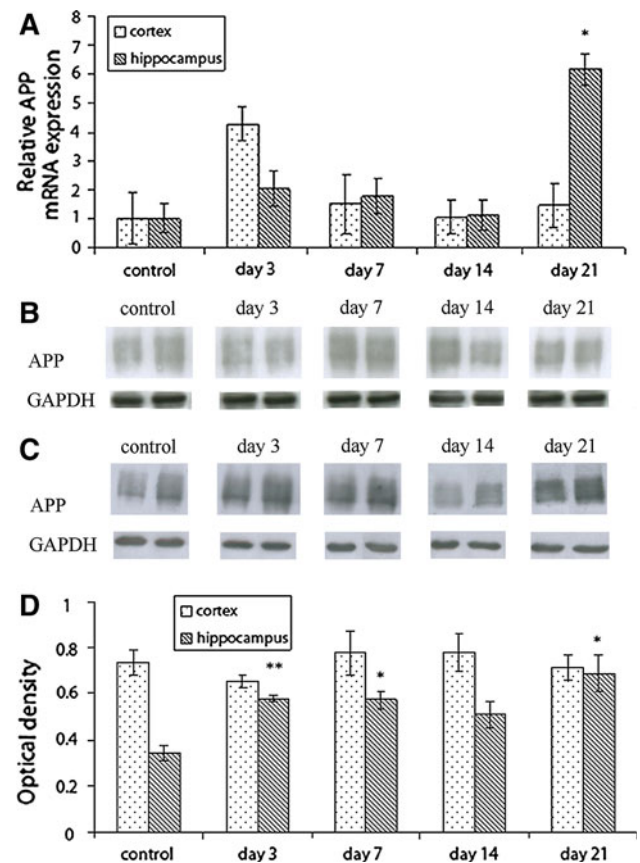 A
cortex
hippocampus
Relative APP
mRNA expression
8
7
6
5
4
3
2
1
0
*
control day 3 day 7 day 14 day 21
B
control day 3 day 7 day 14 day 21
APP
GAPDH
C
control day 3 day 7 day 14 day 21
APP
GAPDH
D
cortex
hippocampus
Optical density
1
0.8
0.6
0.4
0.2
0
** * *
control day 3 day 7 day 14 day 21